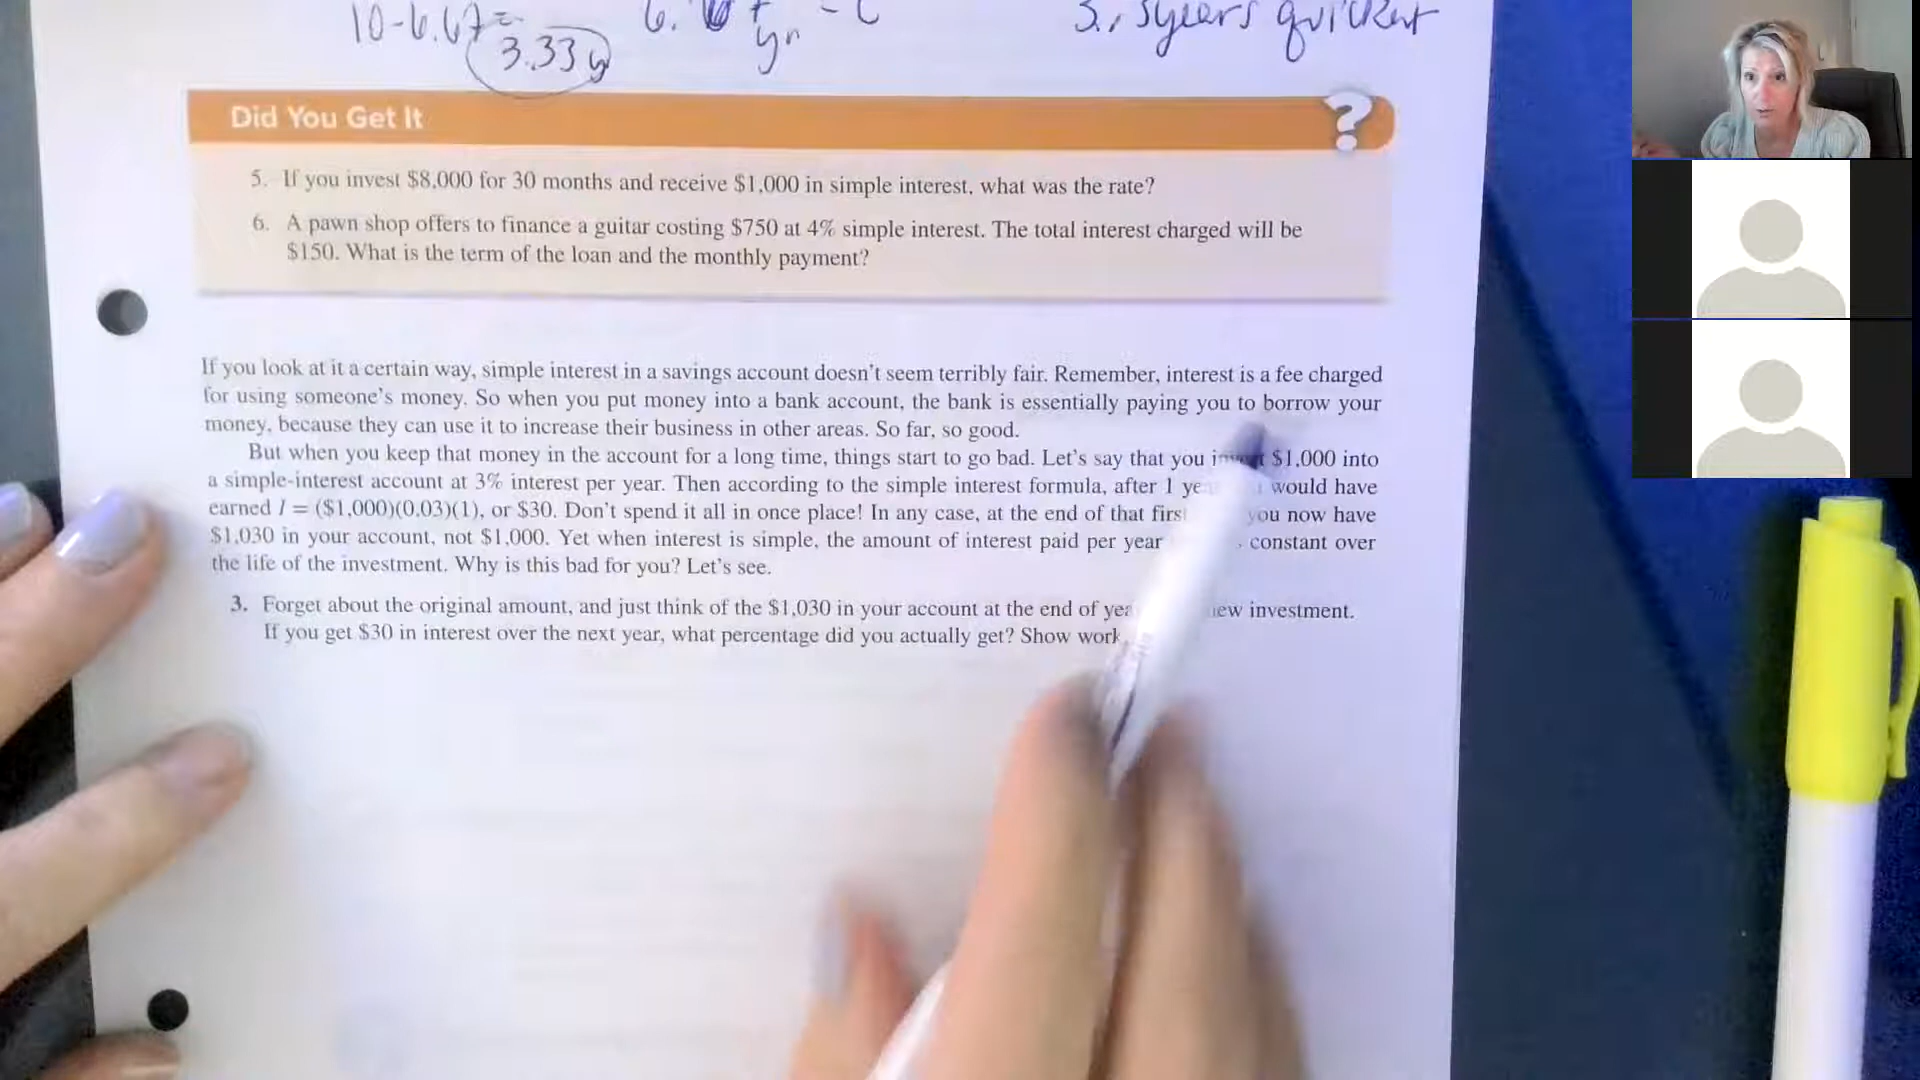 10-6.67=
3.33y
yr
years quicker
Did You Get It
?
5. If you invest $8,000 for 30 months and receive $1,000 in simple interest, what was the rate?
6. A pawn shop offers to finance a guitar costing $750 at 4% simple interest. The total interest charged will be
$150. What is the term of the loan and the monthly payment?
If you look at it a certain way, simple interest in a savings account doesn't seem terribly fair. Remember, interest is a fee charged
for using someone's money. So when you put money into a bank account, the bank is essentially paying you to borrow your
money, because they can use it to increase their business in other areas. So far, so good.
But when you keep that money in the account for a long time, things start to go bad. Let's say that you invest $1,000 into
a simple-interest account at 3% interest per year. Then according to the simple interest formula, after 1 would have
earned I = ($1,000)(0.03)(1), or $30. Don't spend it all in once place! In any case, at the end of that you now have
$1,030 in your account, not $1,000. Yet when interest is simple, the amount of interest paid per year constant over
the life of the investment. Why is this bad for you? Let's see.
3. Forget about the original amount, and just think of the $1,030 in your account at the end of investment.
If you get $30 in interest over the next year, what percentage did you actually get? Show work